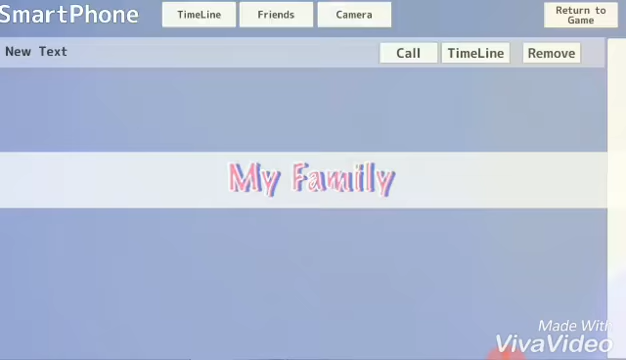 SmartPhone
TimeLine
Friends
Camera
Return to
Game
New Text
Call
TimeLine
Remove
My Family
Made With
VivaVideo